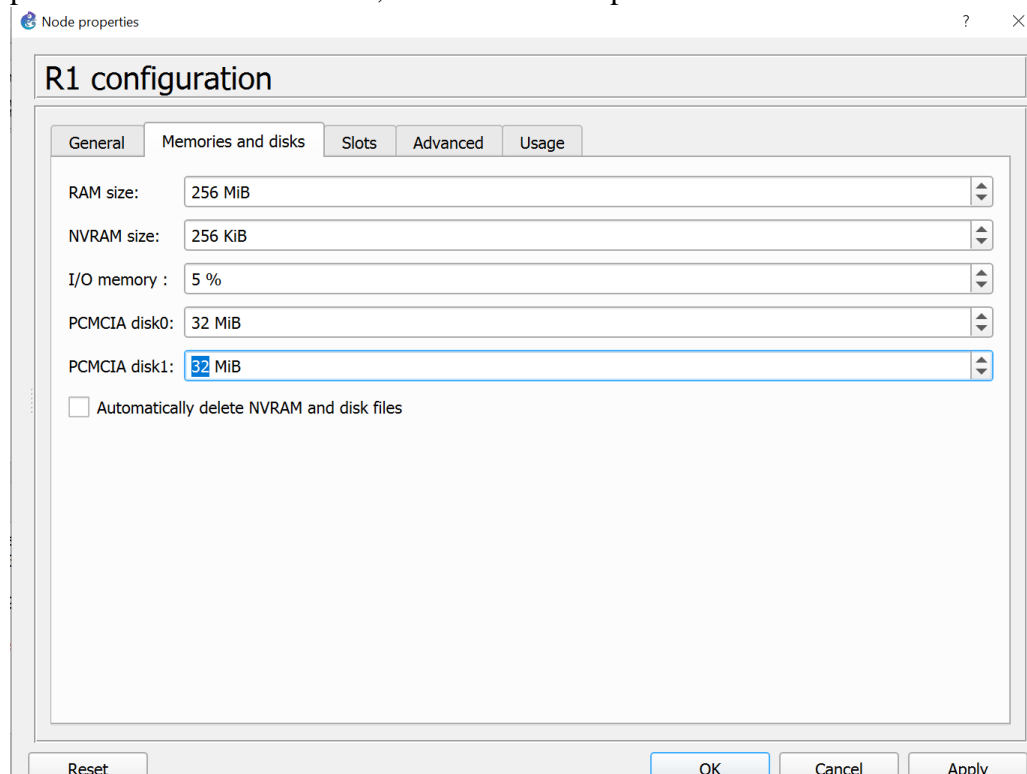 Node properties ? ×
R1 configuration
General Memories and disks Slots Advanced Usage
RAM size: 256 MiB
NVRAM size: 256 KiB
I/O memory : 5 %
PCMCIA disk0: 32 MiB
PCMCIA disk1: 32 MiB
Automatically delete NVRAM and disk files
Reset OK Cancel Apply